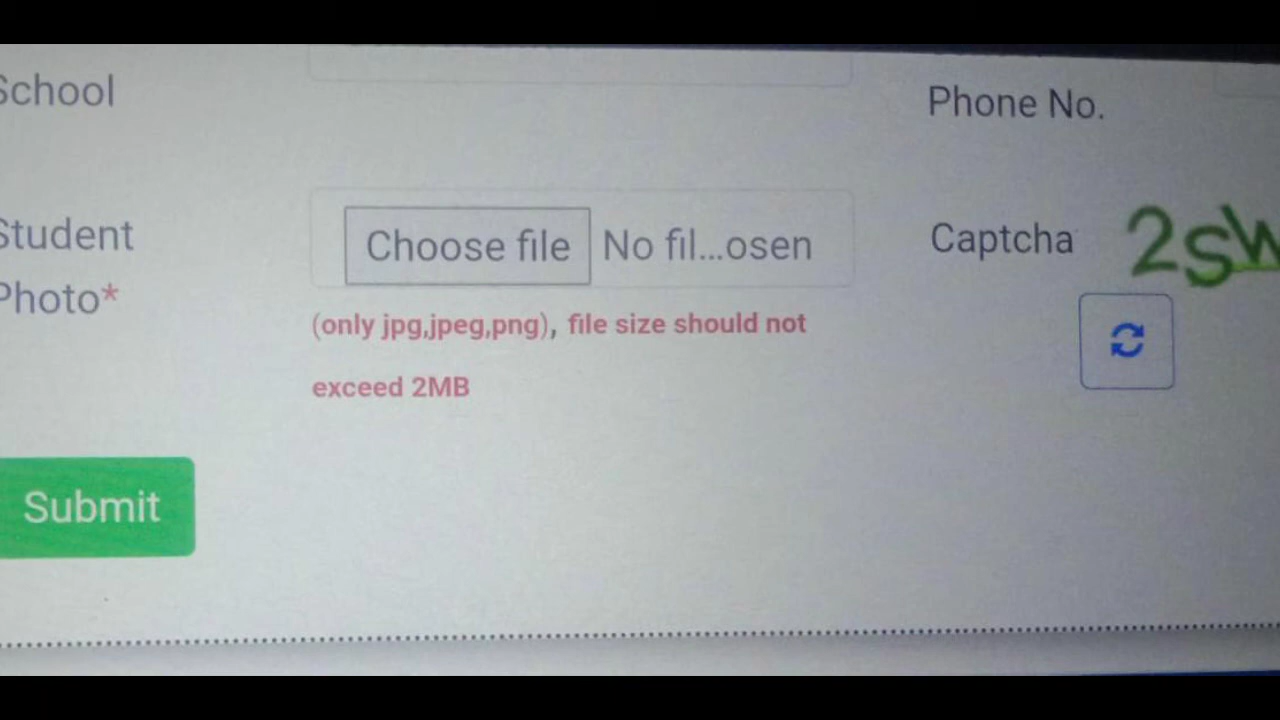 School
Phone No.
Student
Photo*
Choose file No fil...osen
Captcha
(only jpg,jpeg,png), file size should not
exceed 2MB
Submit